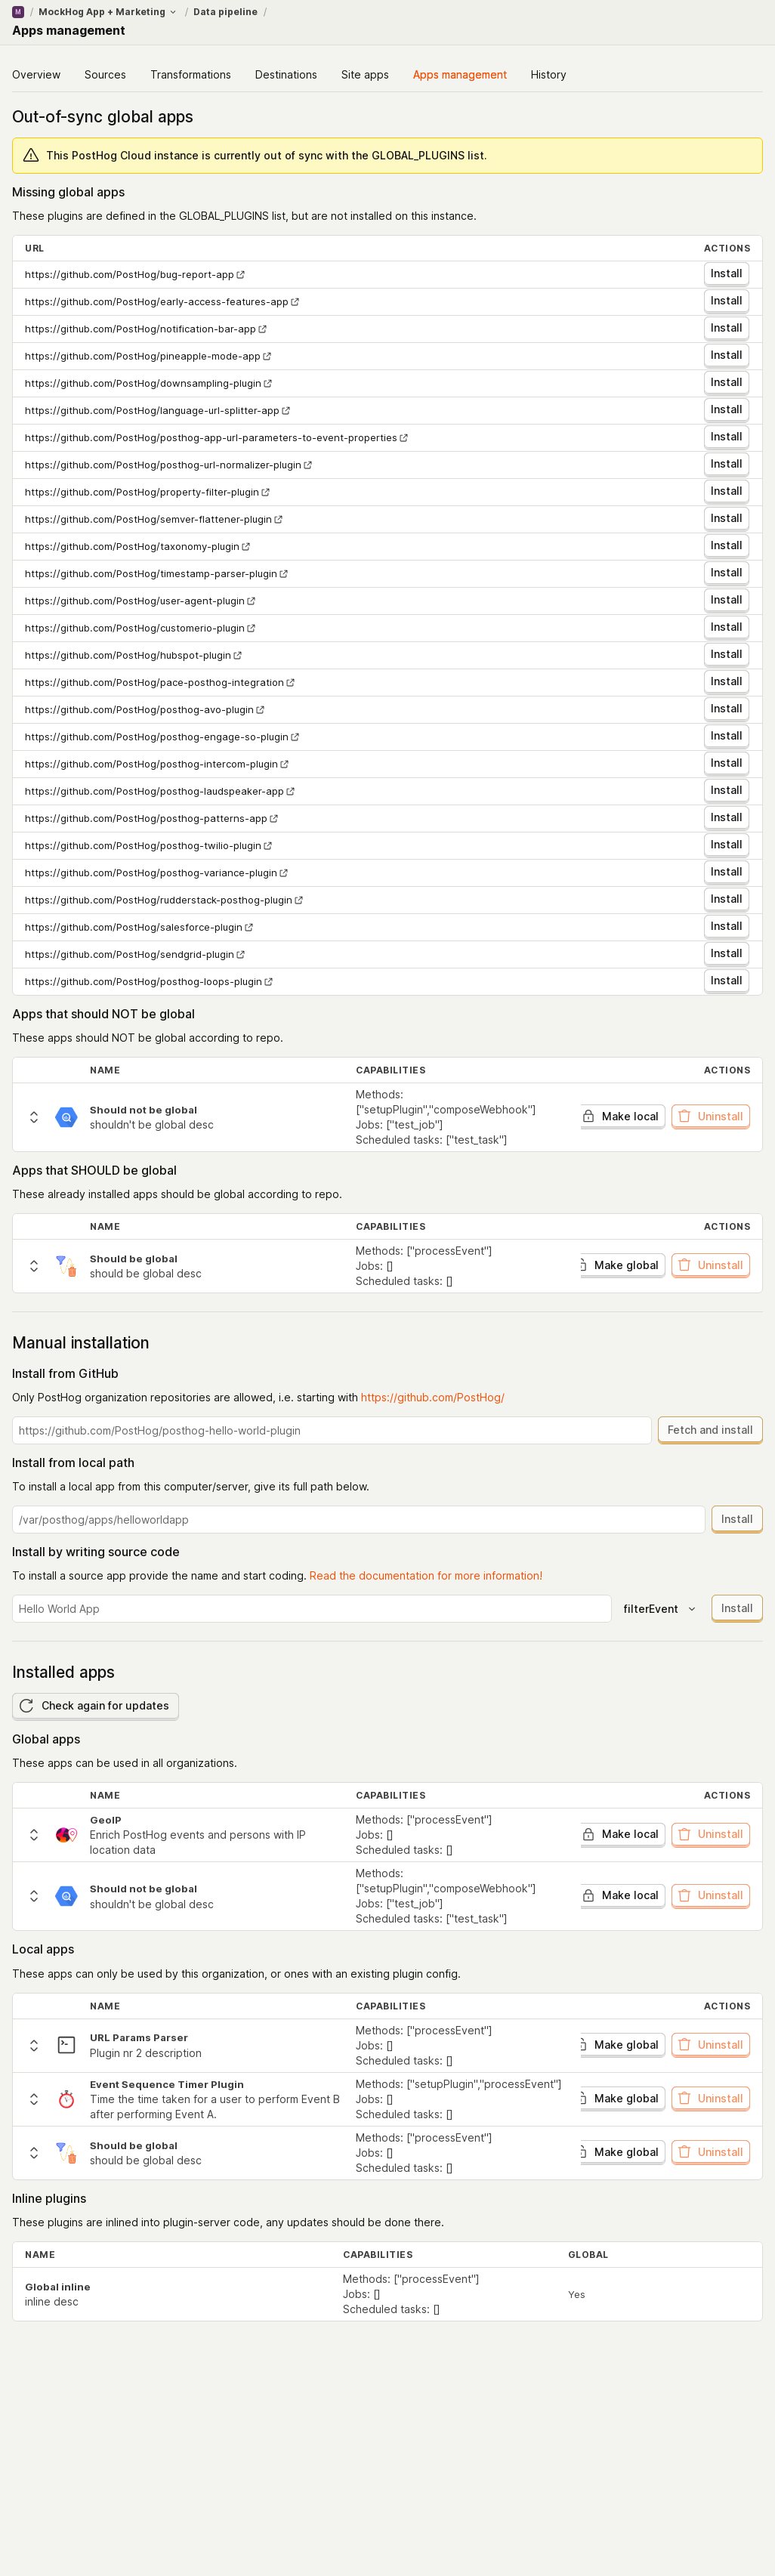 M / MockHog App + Marketing / Data pipeline /
Apps management
Overview Sources Transformations Destinations Site apps Apps management History
Out-of-sync global apps
This PostHog Cloud instance is currently out of sync with the GLOBAL_PLUGINS list.
Missing global apps
These plugins are defined in the GLOBAL_PLUGINS list, but are not installed on this instance.
URL ACTIONS
https://github.com/PostHog/bug-report-app Install
https://github.com/PostHog/early-access-features-app Install
https://github.com/PostHog/notification-bar-app Install
https://github.com/PostHog/pineapple-mode-app Install
https://github.com/PostHog/downsampling-plugin Install
https://github.com/PostHog/language-url-splitter-app Install
https://github.com/PostHog/posthog-app-url-parameters-to-event-properties Install
https://github.com/PostHog/posthog-url-normalizer-plugin Install
https://github.com/PostHog/property-filter-plugin Install
https://github.com/PostHog/semver-flattener-plugin Install
https://github.com/PostHog/taxonomy-plugin Install
https://github.com/PostHog/timestamp-parser-plugin Install
https://github.com/PostHog/user-agent-plugin Install
https://github.com/PostHog/customerio-plugin Install
https://github.com/PostHog/hubspot-plugin Install
https://github.com/PostHog/pace-posthog-integration Install
https://github.com/PostHog/posthog-avo-plugin Install
https://github.com/PostHog/posthog-engage-so-plugin Install
https://github.com/PostHog/posthog-intercom-plugin Install
https://github.com/PostHog/posthog-laudspeaker-app Install
https://github.com/PostHog/posthog-patterns-app Install
https://github.com/PostHog/posthog-twilio-plugin Install
https://github.com/PostHog/posthog-variance-plugin Install
https://github.com/PostHog/rudderstack-posthog-plugin Install
https://github.com/PostHog/salesforce-plugin Install
https://github.com/PostHog/sendgrid-plugin Install
https://github.com/PostHog/posthog-loops-plugin Install
Apps that should NOT be global
These apps should NOT be global according to repo.
NAME CAPABILITIES ACTIONS
Should not be global
shouldn't be global desc
Methods:
["setupPlugin","composeWebhook"]
Jobs: ["test_job"]
Scheduled tasks: ["test_task"]
Make local Uninstall
Apps that SHOULD be global
These already installed apps should be global according to repo.
NAME CAPABILITIES ACTIONS
Should be global
should be global desc
Methods: ["processEvent"]
Jobs: []
Scheduled tasks: []
Make global Uninstall
Manual installation
Install from GitHub
Only PostHog organization repositories are allowed, i.e. starting with https://github.com/PostHog/
https://github.com/PostHog/posthog-hello-world-plugin Fetch and install
Install from local path
To install a local app from this computer/server, give its full path below.
/var/posthog/apps/helloworldapp Install
Install by writing source code
To install a source app provide the name and start coding. Read the documentation for more information!
Hello World App filterEvent Install
Installed apps
Check again for updates
Global apps
These apps can be used in all organizations.
NAME CAPABILITIES ACTIONS
GeoIP
Enrich PostHog events and persons with IP
location data
Methods: ["processEvent"]
Jobs: []
Scheduled tasks: []
Make local Uninstall
Should not be global
shouldn't be global desc
Methods:
["setupPlugin","composeWebhook"]
Jobs: ["test_job"]
Scheduled tasks: ["test_task"]
Make local Uninstall
Local apps
These apps can only be used by this organization, or ones with an existing plugin config.
NAME CAPABILITIES ACTIONS
URL Params Parser
Plugin nr 2 description
Methods: ["processEvent"]
Jobs: []
Scheduled tasks: []
Make global Uninstall
Event Sequence Timer Plugin
Time the time taken for a user to perform Event B
after performing Event A.
Methods: ["setupPlugin","processEvent"]
Jobs: []
Scheduled tasks: []
Make global Uninstall
Should be global
should be global desc
Methods: ["processEvent"]
Jobs: []
Scheduled tasks: []
Make global Uninstall
Inline plugins
These plugins are inlined into plugin-server code, any updates should be done there.
NAME CAPABILITIES GLOBAL
Global inline
inline desc
Methods: ["processEvent"]
Jobs: []
Scheduled tasks: []
Yes